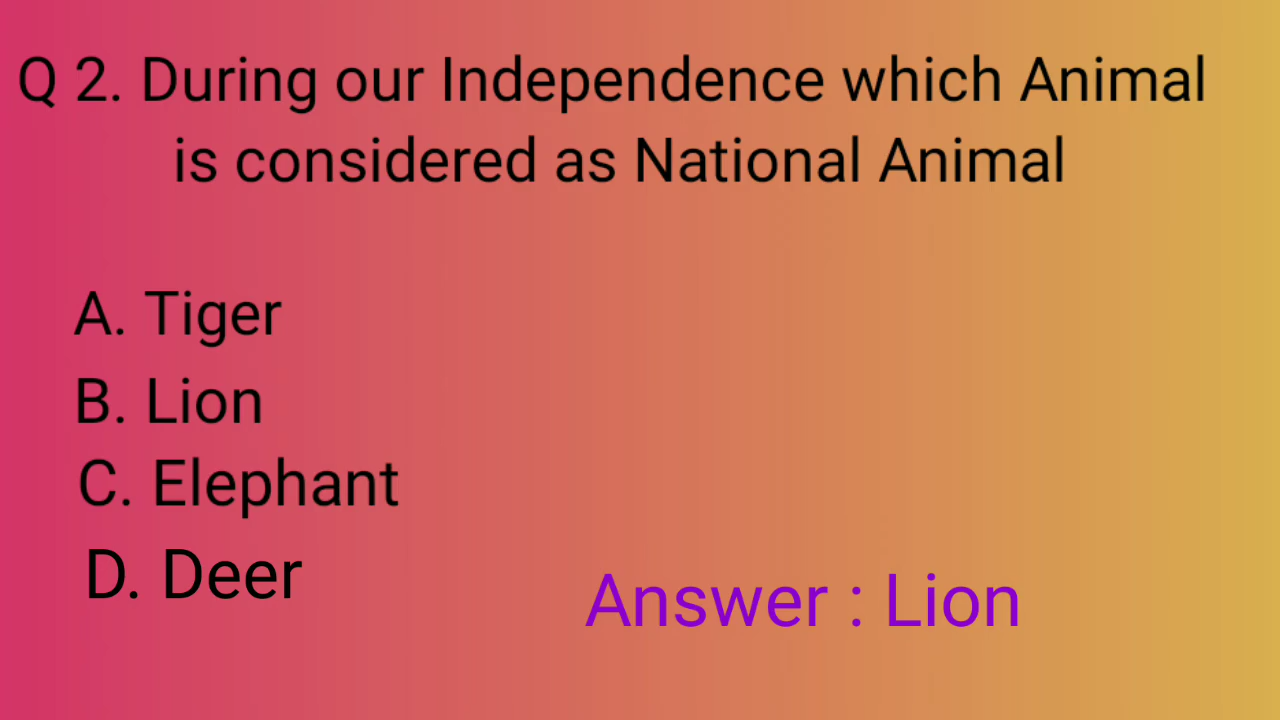 Q 2. During our Independence which Animal
is considered as National Animal
A. Tiger
B. Lion
C. Elephant
D. Deer
Answer : Lion